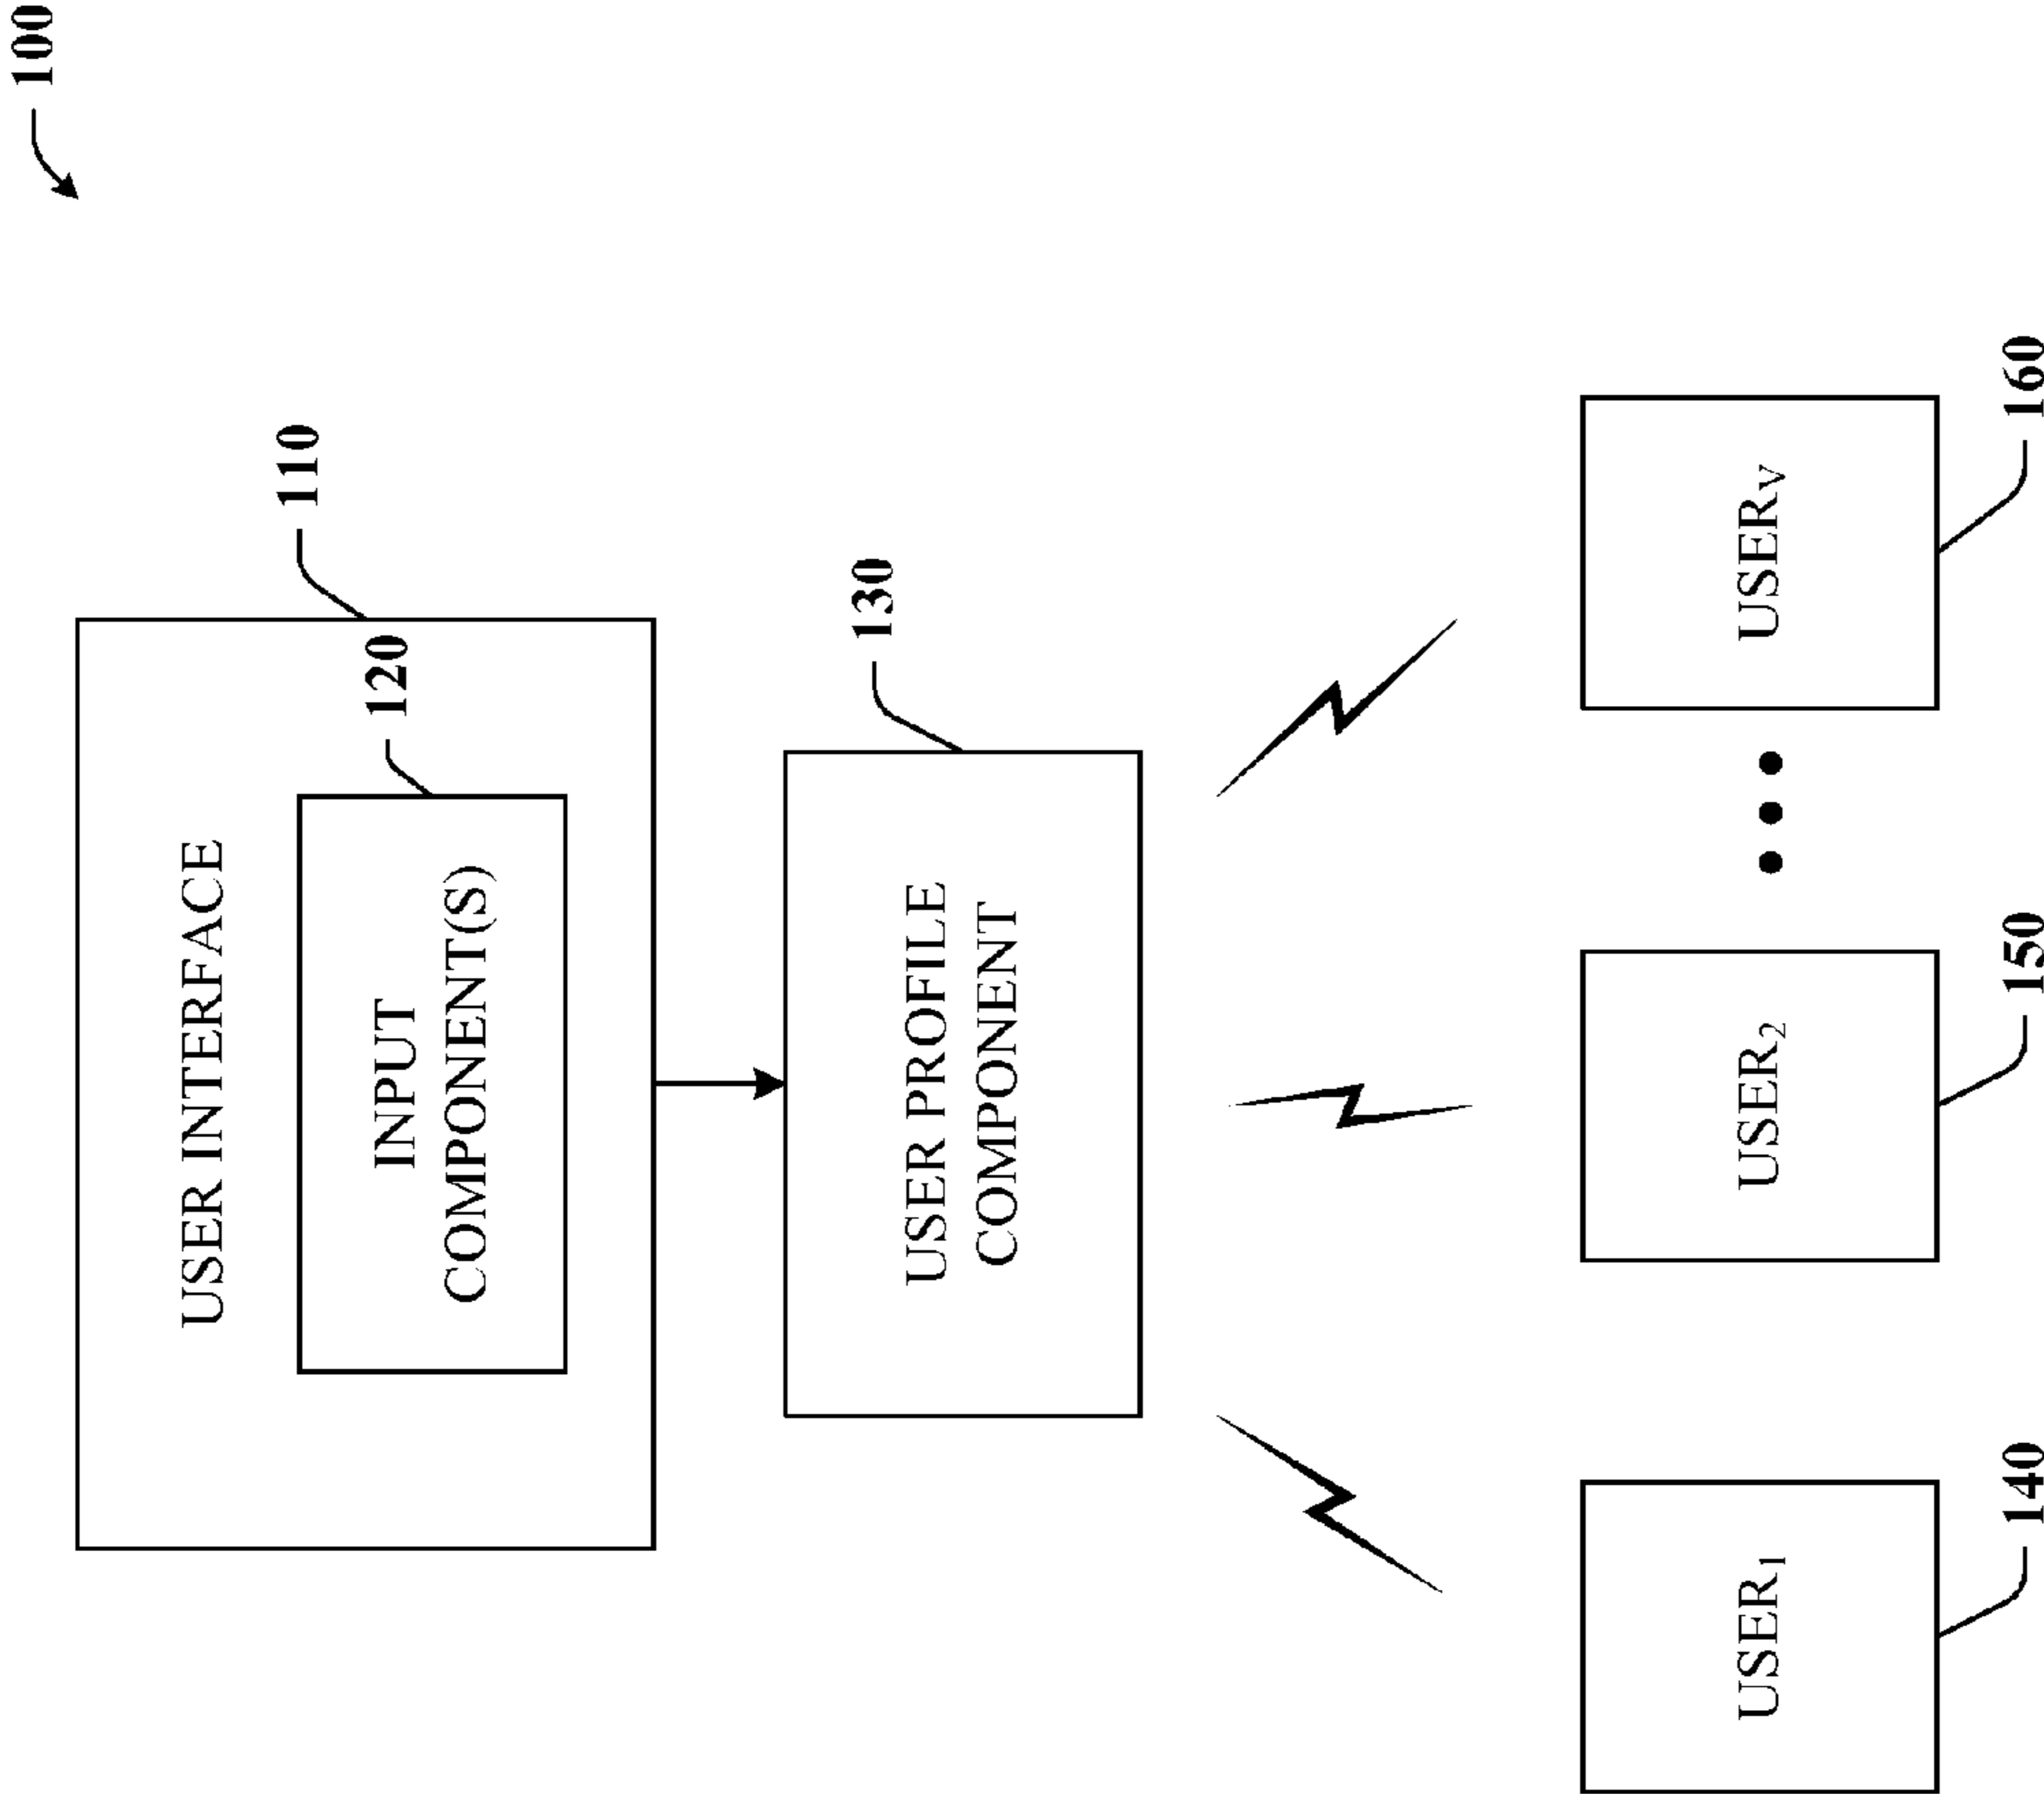 100
USER INTERFACE
110
INPUT
COMPONENT(S)
120
USER PROFILE
COMPONENT
130
USER1
140
USER2
150
USERV
160